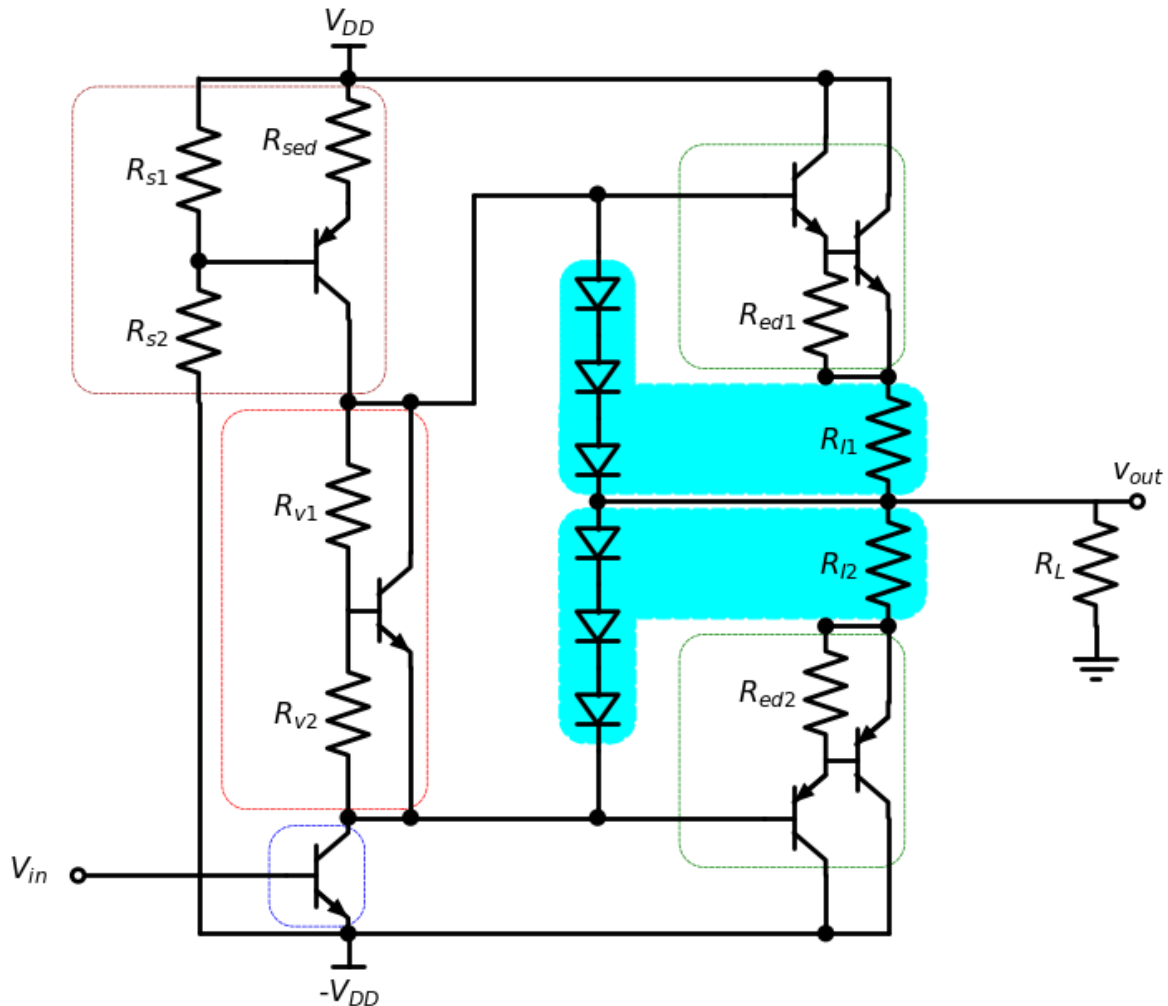 V_DD
R_sed
R_s1
R_s2
R_ed1
R_l1
v_out
R_v1
R_l2
R_L
R_ed2
R_v2
V_in
-V_DD